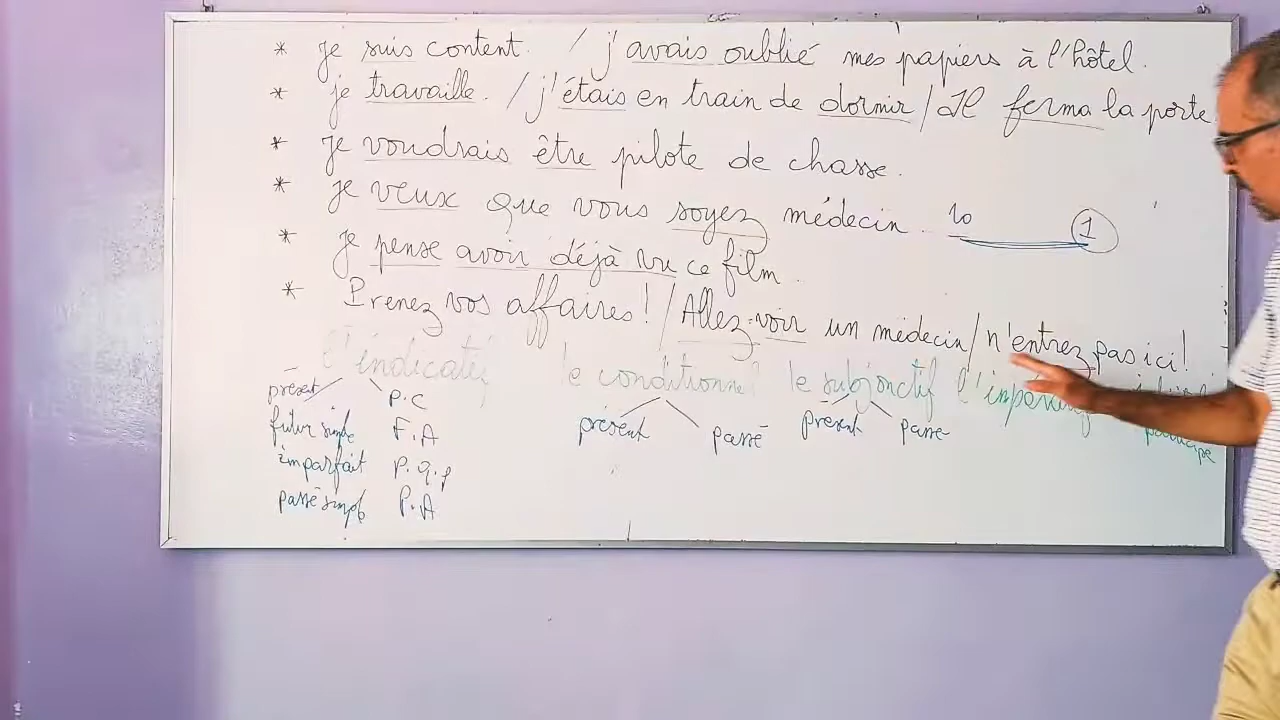 * je suis content. / j'avais oublié mes papiers à l'hôtel.
* je travaille. / j'étais en train de dormir / Il ferma la porte
* je voudrais être pilote de chasse.
* je veux que vous soyez médecin. 10 1
* je pense avoir déjà vu ce film.
* Prenez vos affaires! / Allez-voir un médecin / n'entrez pas ici!
l'indicatif le conditionnel le subjonctif
présent P.C présent passé présent passé participe
futur simple F.A
imparfait P.q.p
passé simple P.A